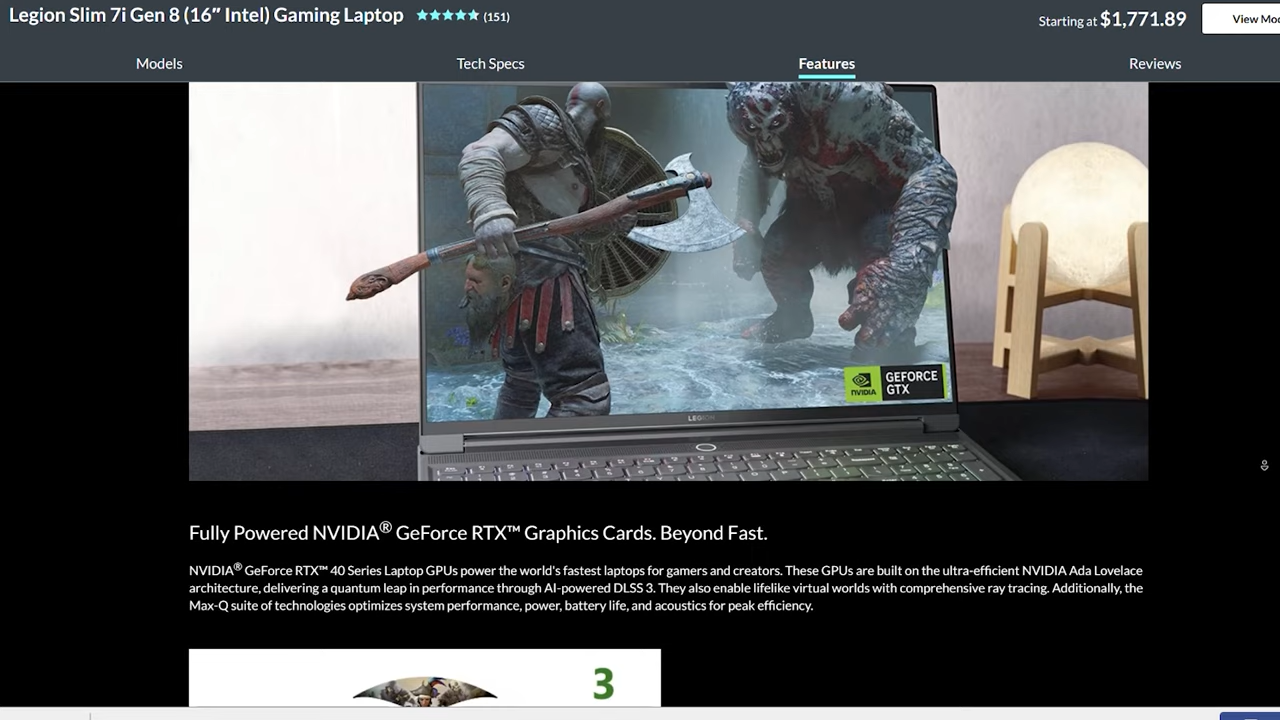 Legion Slim 7i Gen 8 (16″ Intel) Gaming Laptop (151)
Starting at $1,771.89
View Mo
Models
Tech Specs
Features
Reviews
NVIDIA
GEFORCE
GTX
LEGION
Fully Powered NVIDIA® GeForce RTX™ Graphics Cards. Beyond Fast.
NVIDIA® GeForce RTX™ 40 Series Laptop GPUs power the world's fastest laptops for gamers and creators. These GPUs are built on the ultra-efficient NVIDIA Ada Lovelace
architecture, delivering a quantum leap in performance through AI-powered DLSS 3. They also enable lifelike virtual worlds with comprehensive ray tracing. Additionally, the
Max-Q suite of technologies optimizes system performance, power, battery life, and acoustics for peak efficiency.
3